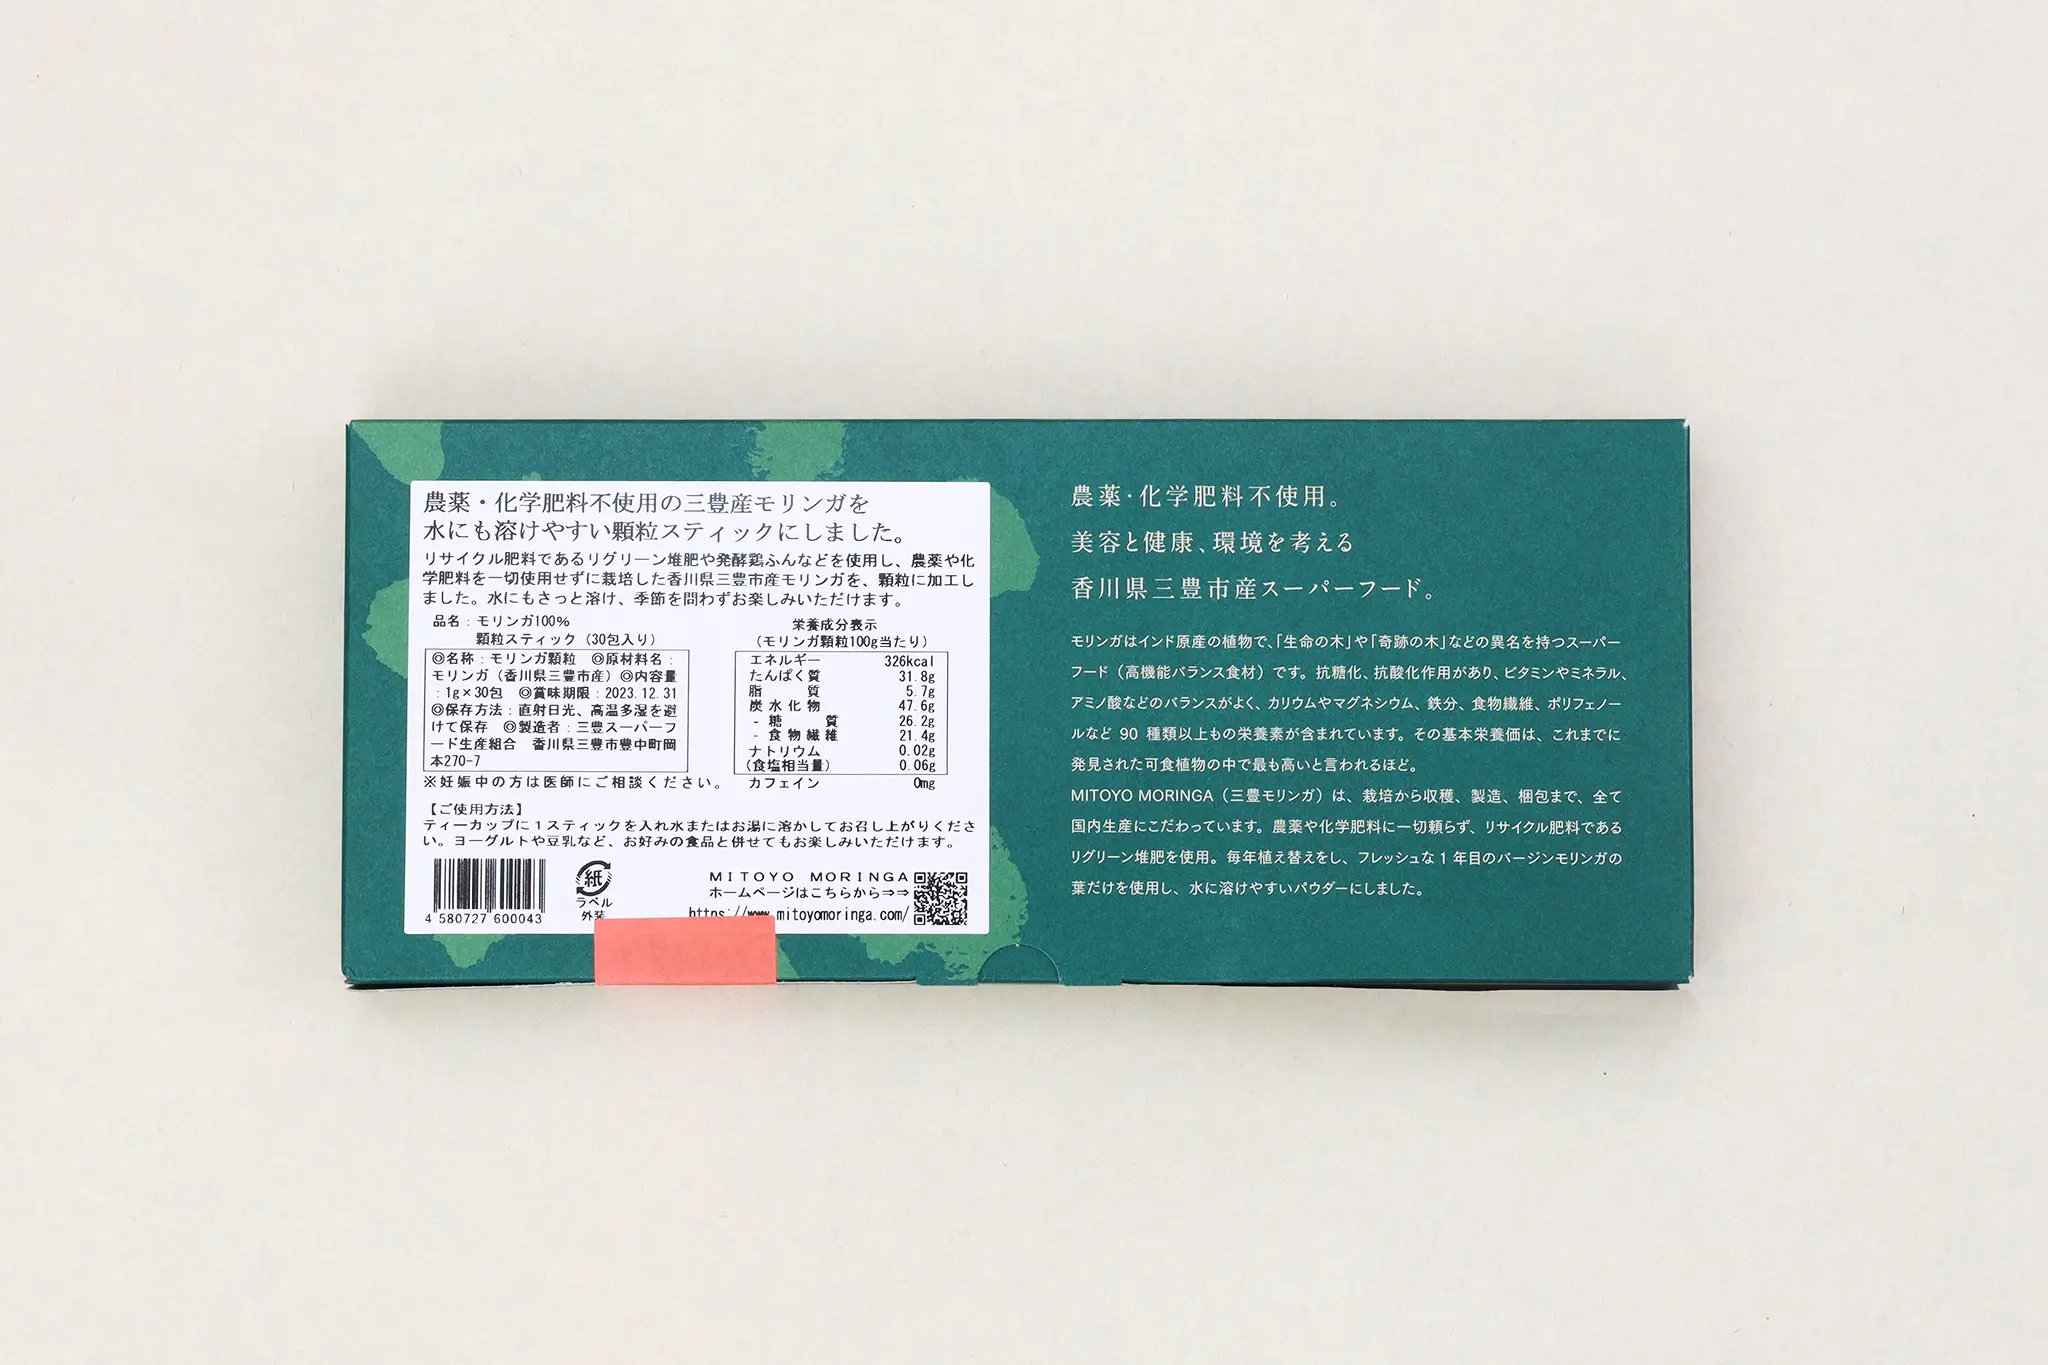 農薬・化学肥料不使用の三豊産モリンガを
水にも溶けやすい顆粒スティックにしました。
リサイクル肥料であるリグリーン堆肥や発酵鶏ふんなどを使用し、農薬や化
学肥料を一切使用せずに栽培した香川県三豊市産モリンガを、顆粒に加工し
ました。水にもさっと溶け、季節を問わずお楽しみいただけます。
品名：モリンガ100%
顆粒スティック（30包入り）
◎名称：モリンガ顆粒　◎原材料名：
モリンガ（香川県三豊市産）◎内容量
：1g×30包　◎賞味期限：2023.12.31
◎保存方法：直射日光、高温多湿を避
けて保存　◎製造者：三豊スーパーフ
ード生産組合　香川県三豊市豊中町岡
本270-7
※妊娠中の方は医師にご相談ください。
栄養成分表示
（モリンガ顆粒100g当たり）
エネルギー 326kcal
たんぱく質 31.8g
脂質 5.7g
炭水化物 47.6g
- 糖質 26.2g
- 食物繊維 21.4g
ナトリウム 0.02g
（食塩相当量） 0.06g
カフェイン 0mg
【ご使用方法】
ティーカップに1スティックを入れ水またはお湯に溶かしてお召し上がりくださ
い。ヨーグルトや豆乳など、お好みの食品と併せてもお楽しみいただけます。
4 580727 600043
紙
ラベル
外装
MITOYO MORINGA
ホームページはこちらから⇒⇒
https://www.mitoyomoringa.com/
農薬・化学肥料不使用。
美容と健康、環境を考える
香川県三豊市産スーパーフード。
モリンガはインド原産の植物で、「生命の木」や「奇跡の木」などの異名を持つスーパー
フード（高機能バランス食材）です。抗糖化、抗酸化作用があり、ビタミンやミネラル、
アミノ酸などのバランスがよく、カリウムやマグネシウム、鉄分、食物繊維、ポリフェノー
ルなど 90 種類以上もの栄養素が含まれています。その基本栄養価は、これまでに
発見された可食植物の中で最も高いと言われるほど。
MITOYO MORINGA（三豊モリンガ）は、栽培から収穫、製造、梱包まで、全て
国内生産にこだわっています。農薬や化学肥料に一切頼らず、リサイクル肥料である
リグリーン堆肥を使用。毎年植え替えをし、フレッシュな 1 年目のバージンモリンガの
葉だけを使用し、水に溶けやすいパウダーにしました。